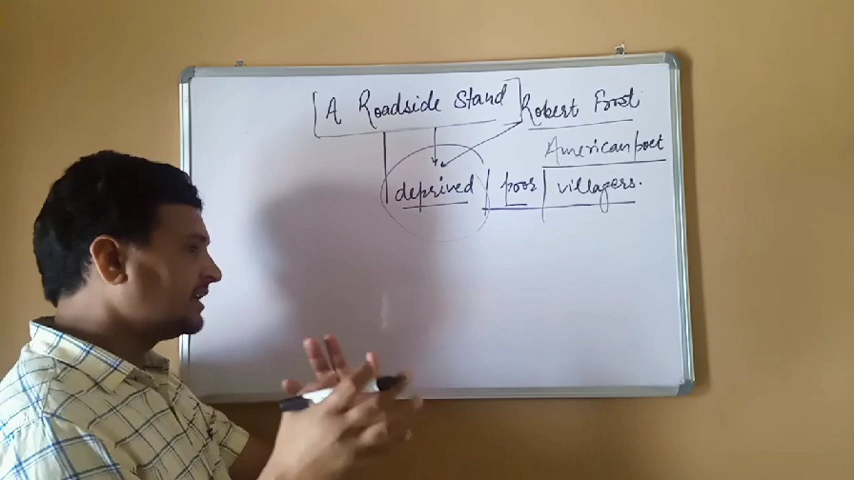 A Roadside Stand Robert Frost
American poet
deprived poor villagers.